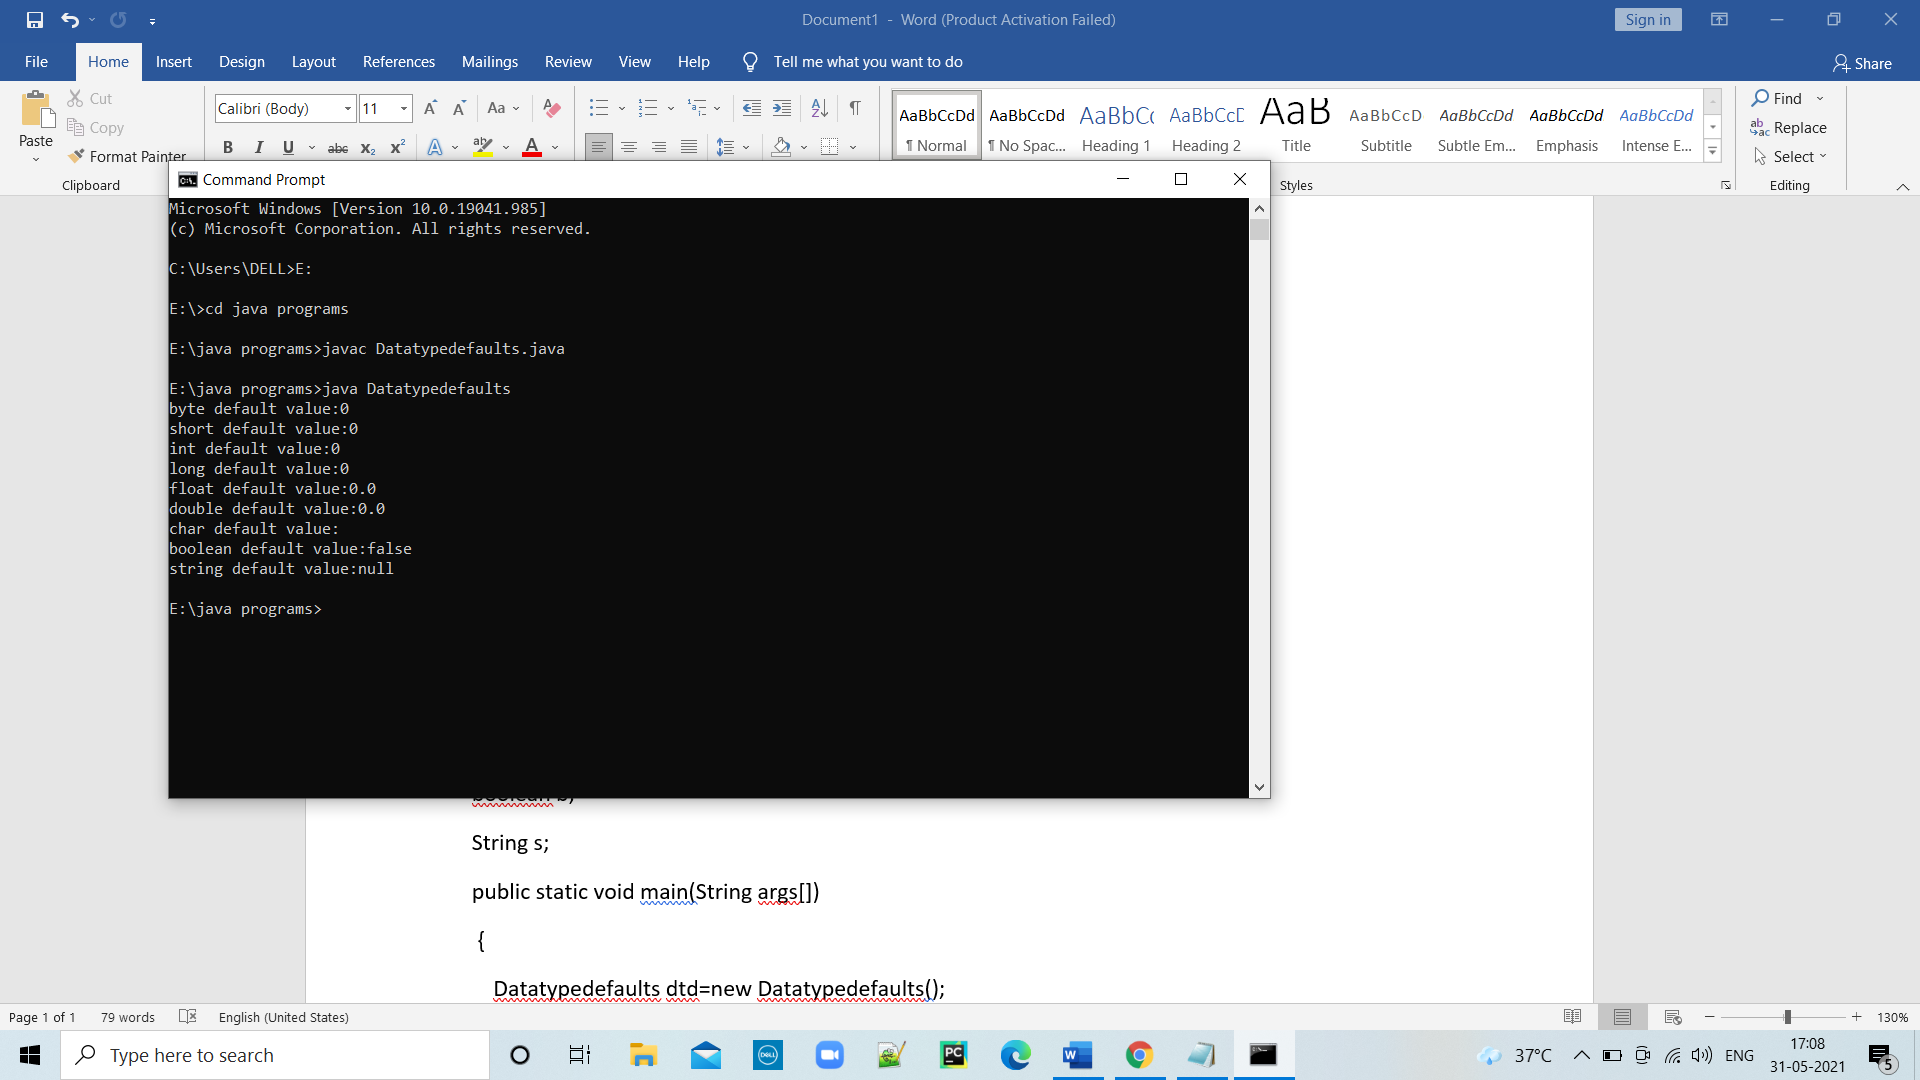 Document1 - Word (Product Activation Failed)
Sign in
File Home Insert Design Layout References Mailings Review View Help Tell me what you want to do
Share
Paste
Cut
Copy
Format Painter
Clipboard
Calibri (Body) 11 Aa
B I U abc x₂ x² A ab A
AaBbCcDd AaBbCcDd AaBbCc AaBbCcC AaB AaBbCcD AaBbCcDd AaBbCcDd AaBbCcDd
¶ Normal ¶ No Spac... Heading 1 Heading 2 Title Subtitle Subtle Em... Emphasis Intense E...
Styles
Find
Replace
Select
Editing
Command Prompt
Microsoft Windows [Version 10.0.19041.985]
(c) Microsoft Corporation. All rights reserved.
C:\Users\DELL>E:
E:\>cd java programs
E:\java programs>javac Datatypedefaults.java
E:\java programs>java Datatypedefaults
byte default value:0
short default value:0
int default value:0
long default value:0
float default value:0.0
double default value:0.0
char default value:
boolean default value:false
string default value:null
E:\java programs>
boolean b;
String s;
public static void main(String args[])
{
Datatypedefaults dtd=new Datatypedefaults();
Page 1 of 1 79 words English (United States) 130%
Type here to search
37°C ENG
17:08
31-05-2021
5